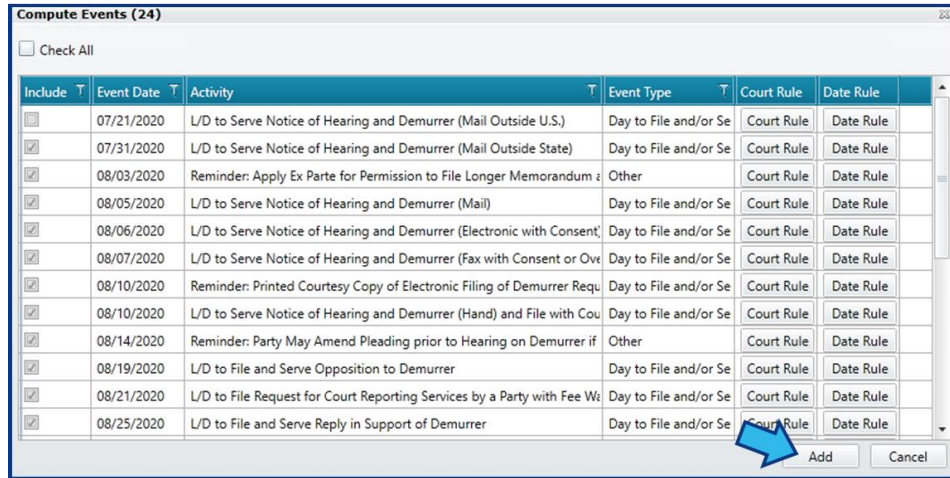 Compute Events (24)
Check All
Include Event Date Activity Event Type Court Rule Date Rule
07/21/2020 L/D to Serve Notice of Hearing and Demurrer (Mail Outside U.S.) Day to File and/or Se Court Rule Date Rule
07/31/2020 L/D to Serve Notice of Hearing and Demurrer (Mail Outside State) Day to File and/or Se Court Rule Date Rule
08/03/2020 Reminder: Apply Ex Parte for Permission to File Longer Memorandum a Other Court Rule Date Rule
08/05/2020 L/D to Serve Notice of Hearing and Demurrer (Mail) Day to File and/or Se Court Rule Date Rule
08/06/2020 L/D to Serve Notice of Hearing and Demurrer (Electronic with Consent) Day to File and/or Se Court Rule Date Rule
08/07/2020 L/D to Serve Notice of Hearing and Demurrer (Fax with Consent or Ove Day to File and/or Se Court Rule Date Rule
08/10/2020 Reminder: Printed Courtesy Copy of Electronic Filing of Demurrer Requ Day to File and/or Se Court Rule Date Rule
08/10/2020 L/D to Serve Notice of Hearing and Demurrer (Hand) and File with Cou Day to File and/or Se Court Rule Date Rule
08/14/2020 Reminder: Party May Amend Pleading prior to Hearing on Demurrer if Other Court Rule Date Rule
08/19/2020 L/D to File and Serve Opposition to Demurrer Day to File and/or Se Court Rule Date Rule
08/21/2020 L/D to File Request for Court Reporting Services by a Party with Fee Wa Day to File and/or Se Court Rule Date Rule
08/25/2020 L/D to File and Serve Reply in Support of Demurrer Day to File and/or Se Court Rule Date Rule
Add Cancel